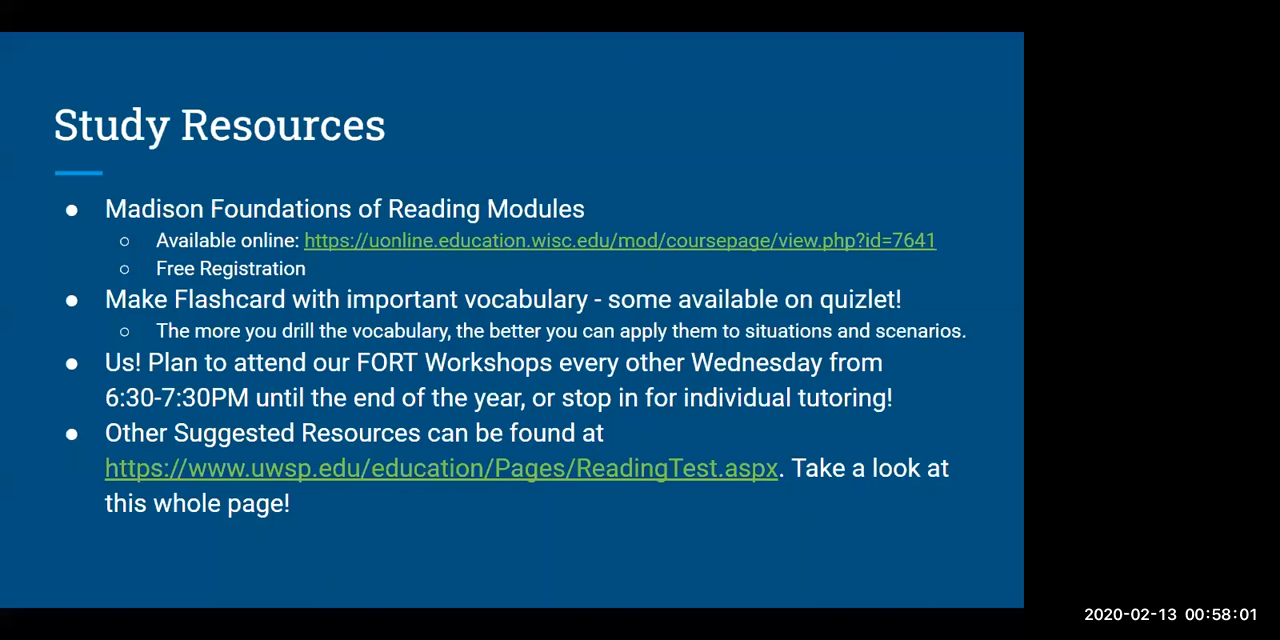 Study Resources
● Madison Foundations of Reading Modules
○ Available online: https://uonline.education.wisc.edu/mod/coursepage/view.php?id=7641
○ Free Registration
● Make Flashcard with important vocabulary - some available on quizlet!
○ The more you drill the vocabulary, the better you can apply them to situations and scenarios.
● Us! Plan to attend our FORT Workshops every other Wednesday from
6:30-7:30PM until the end of the year, or stop in for individual tutoring!
● Other Suggested Resources can be found at
https://www.uwsp.edu/education/Pages/ReadingTest.aspx. Take a look at
this whole page!
2020-02-13 00:58:01